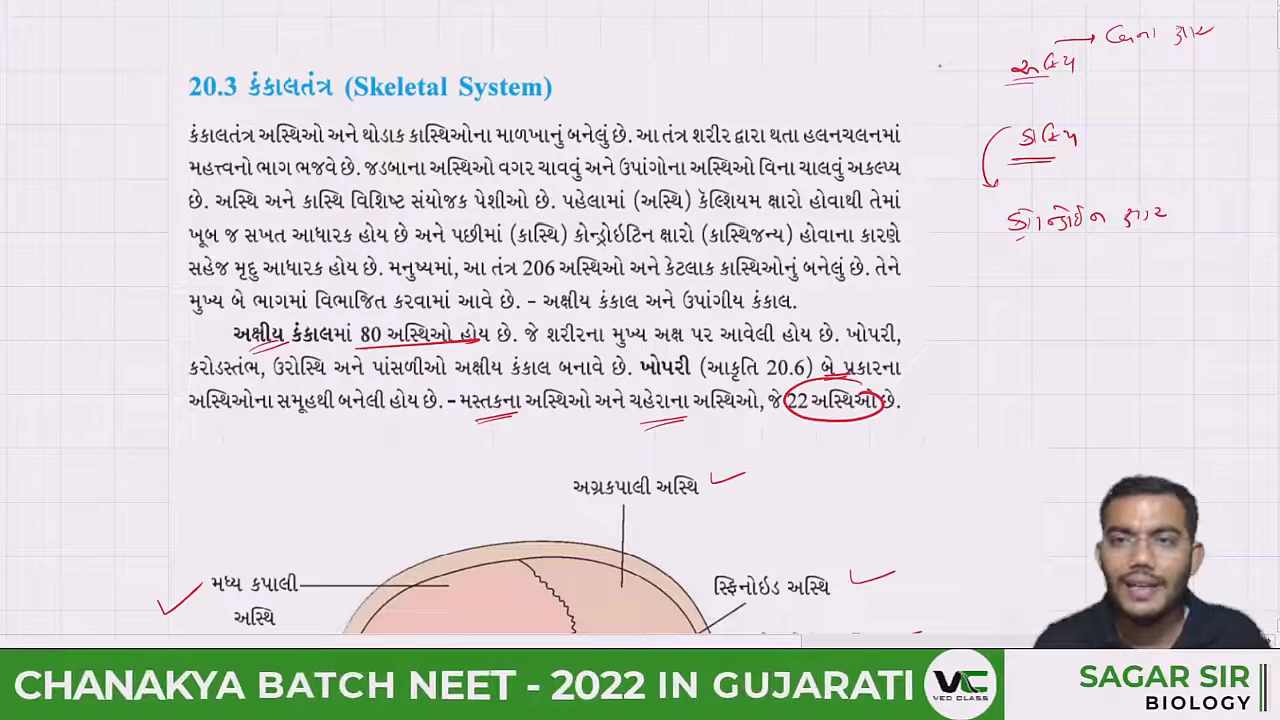 20.3 કંકાલતંત્ર (Skeletal System)
કંકાલતંત્ર અસ્થિઓ અને થોડાક કાસ્થિઓના માળખાનું બનેલું છે. આ તંત્ર શરીર દ્વારા થતા હલનચલનમાં
મહત્ત્વનો ભાગ ભજવે છે. જડબાના અસ્થિઓ વગર ચાવવું અને ઉપાંગોના અસ્થિઓ વિના ચાલવું અકલ્પ્ય
છે. અસ્થિ અને કાસ્થિ વિશિષ્ટ સંયોજક પેશીઓ છે. પહેલામાં (અસ્થિ) કૅલ્શિયમ ક્ષારો હોવાથી તેમાં
ખૂબ જ સખત આધારક હોય છે અને પછીમાં (કાસ્થિ) કોન્ડ્રોઇટિન ક્ષારો (કાસ્થિજન્ય) હોવાના કારણે
સહેજ મૃદુ આધારક હોય છે. મનુષ્યમાં, આ તંત્ર 206 અસ્થિઓ અને કેટલાક કાસ્થિઓનું બનેલું છે. તેને
મુખ્ય બે ભાગમાં વિભાજિત કરવામાં આવે છે. – અક્ષીય કંકાલ અને ઉપાંગીય કંકાલ.
અક્ષીય કંકાલમાં 80 અસ્થિઓ હોય છે. જે શરીરના મુખ્ય અક્ષ પર આવેલી હોય છે. ખોપરી,
કરોડસ્તંભ, ઉરોસ્થિ અને પાંસળીઓ અક્ષીય કંકાલ બનાવે છે. ખોપરી (આકૃતિ 20.6) બે પ્રકારના
અસ્થિઓના સમૂહથી બનેલી હોય છે. – મસ્તકના અસ્થિઓ અને ચહેરાના અસ્થિઓ, જે 22 અસ્થિઓ છે.
અગ્રકપાલી અસ્થિ
મધ્ય કપાલી
અસ્થિ
સ્ફિનોઇડ અસ્થિ
CHANAKYA BATCH NEET - 2022 IN GUJARATI
VC
VED CLASS
SAGAR SIR
BIOLOGY